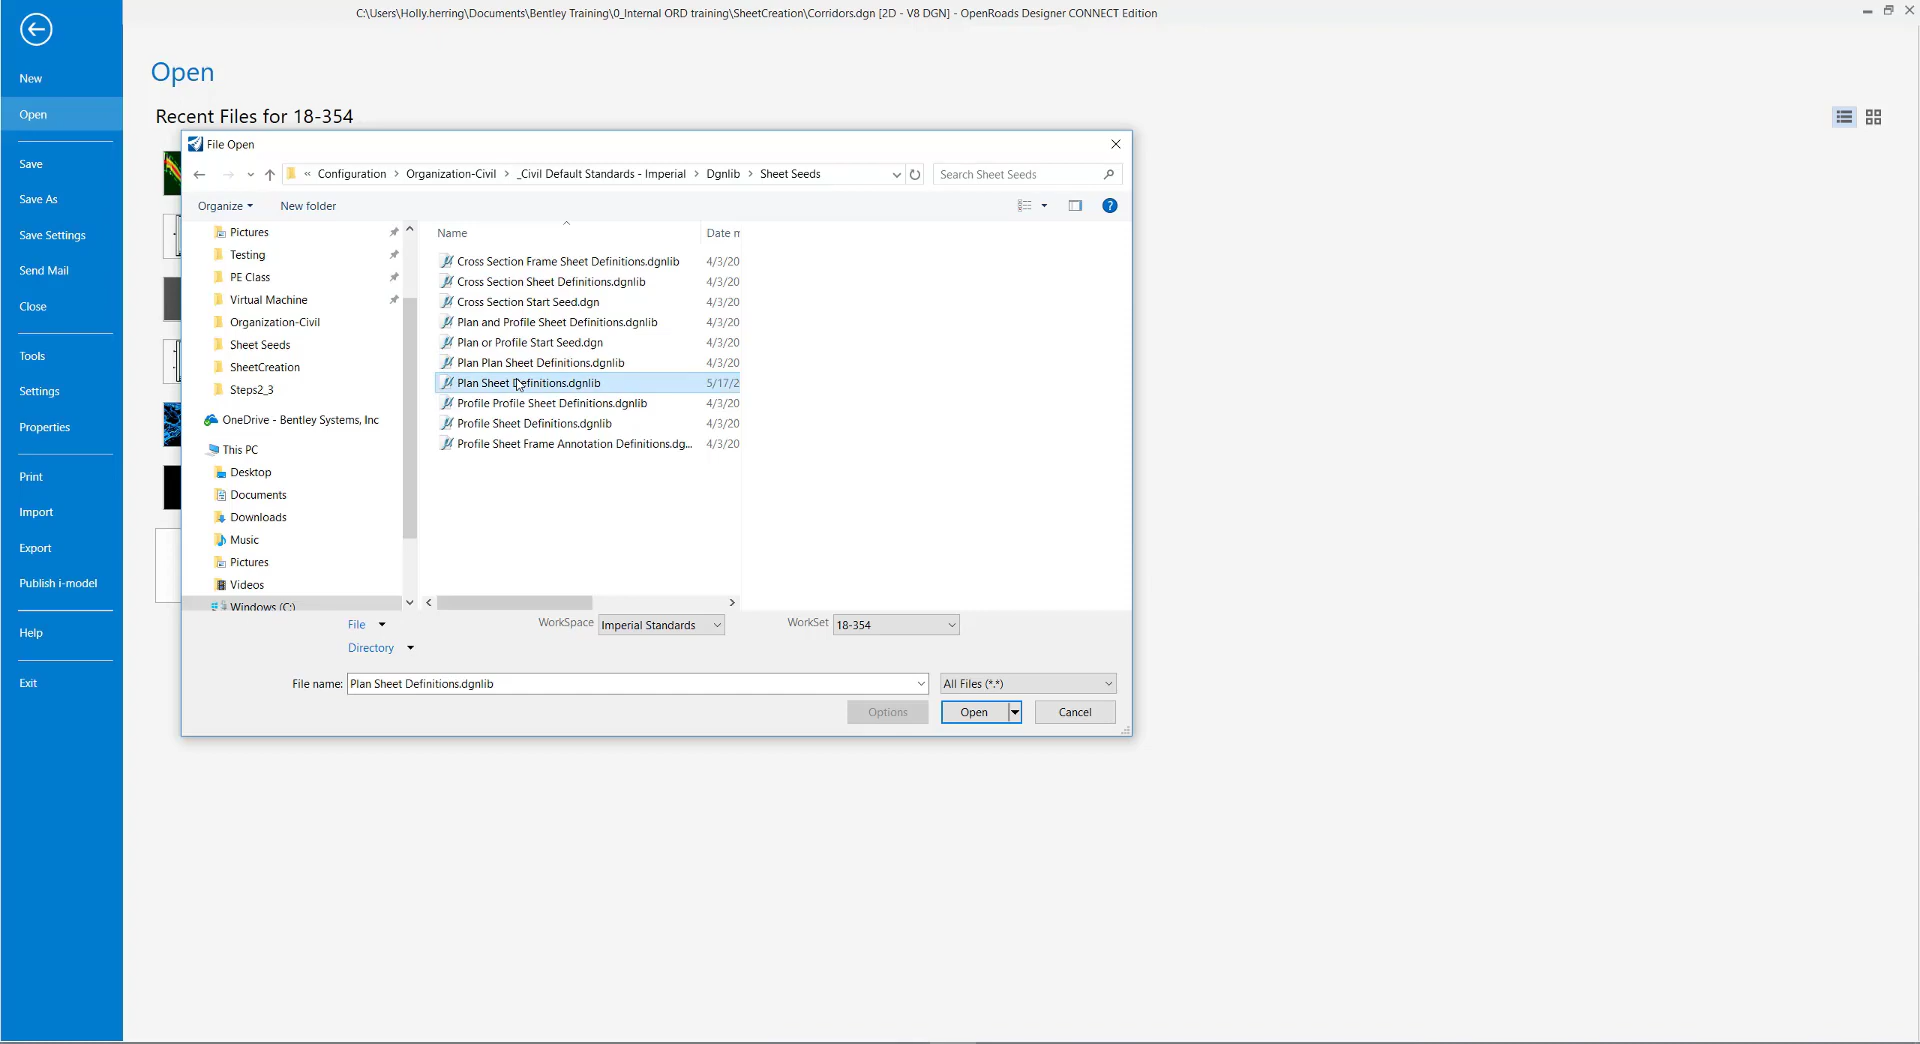 C:\Users\Holly.herring\Documents\Bentley Training\0_Internal ORD training\SheetCreation\Corridors.dgn [2D - V8 DGN] - OpenRoads Designer CONNECT Edition
New
Open
Save
Save As
Save Settings
Send Mail
Close
Tools
Settings
Properties
Print
Import
Export
Publish i-model
Help
Exit
Open
Recent Files for 18-354
File Open
« Configuration > Organization-Civil > _Civil Default Standards - Imperial > Dgnlib > Sheet Seeds
Search Sheet Seeds
Organize
New folder
Pictures
Testing
PE Class
Virtual Machine
Organization-Civil
Sheet Seeds
SheetCreation
Steps2_3
OneDrive - Bentley Systems, Inc
This PC
Desktop
Documents
Downloads
Music
Pictures
Videos
Windows (C:)
Name Date m
Cross Section Frame Sheet Definitions.dgnlib 4/3/20
Cross Section Sheet Definitions.dgnlib 4/3/20
Cross Section Start Seed.dgn 4/3/20
Plan and Profile Sheet Definitions.dgnlib 4/3/20
Plan or Profile Start Seed.dgn 4/3/20
Plan Plan Sheet Definitions.dgnlib 4/3/20
Plan Sheet Definitions.dgnlib 5/17/2
Profile Profile Sheet Definitions.dgnlib 4/3/20
Profile Sheet Definitions.dgnlib 4/3/20
Profile Sheet Frame Annotation Definitions.dg... 4/3/20
File
Directory
WorkSpace Imperial Standards
WorkSet 18-354
File name: Plan Sheet Definitions.dgnlib
All Files (*.*)
Options
Open
Cancel